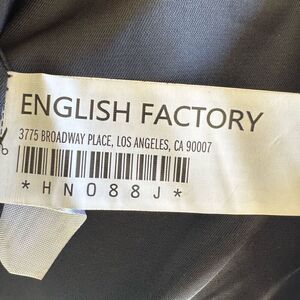 ENGLISH FACTORY
3775 BROADWAY PLACE, LOS ANGELES, CA 90007
*HN088J*